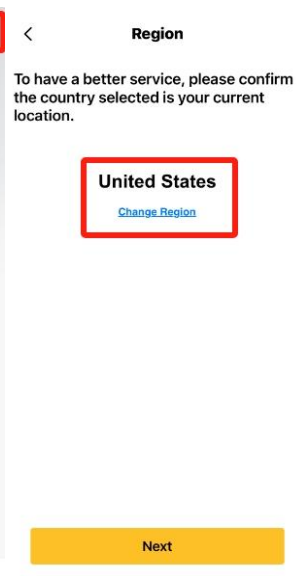 Region
To have a better service, please confirm
the country selected is your current
location.
United States
Change Region
Next